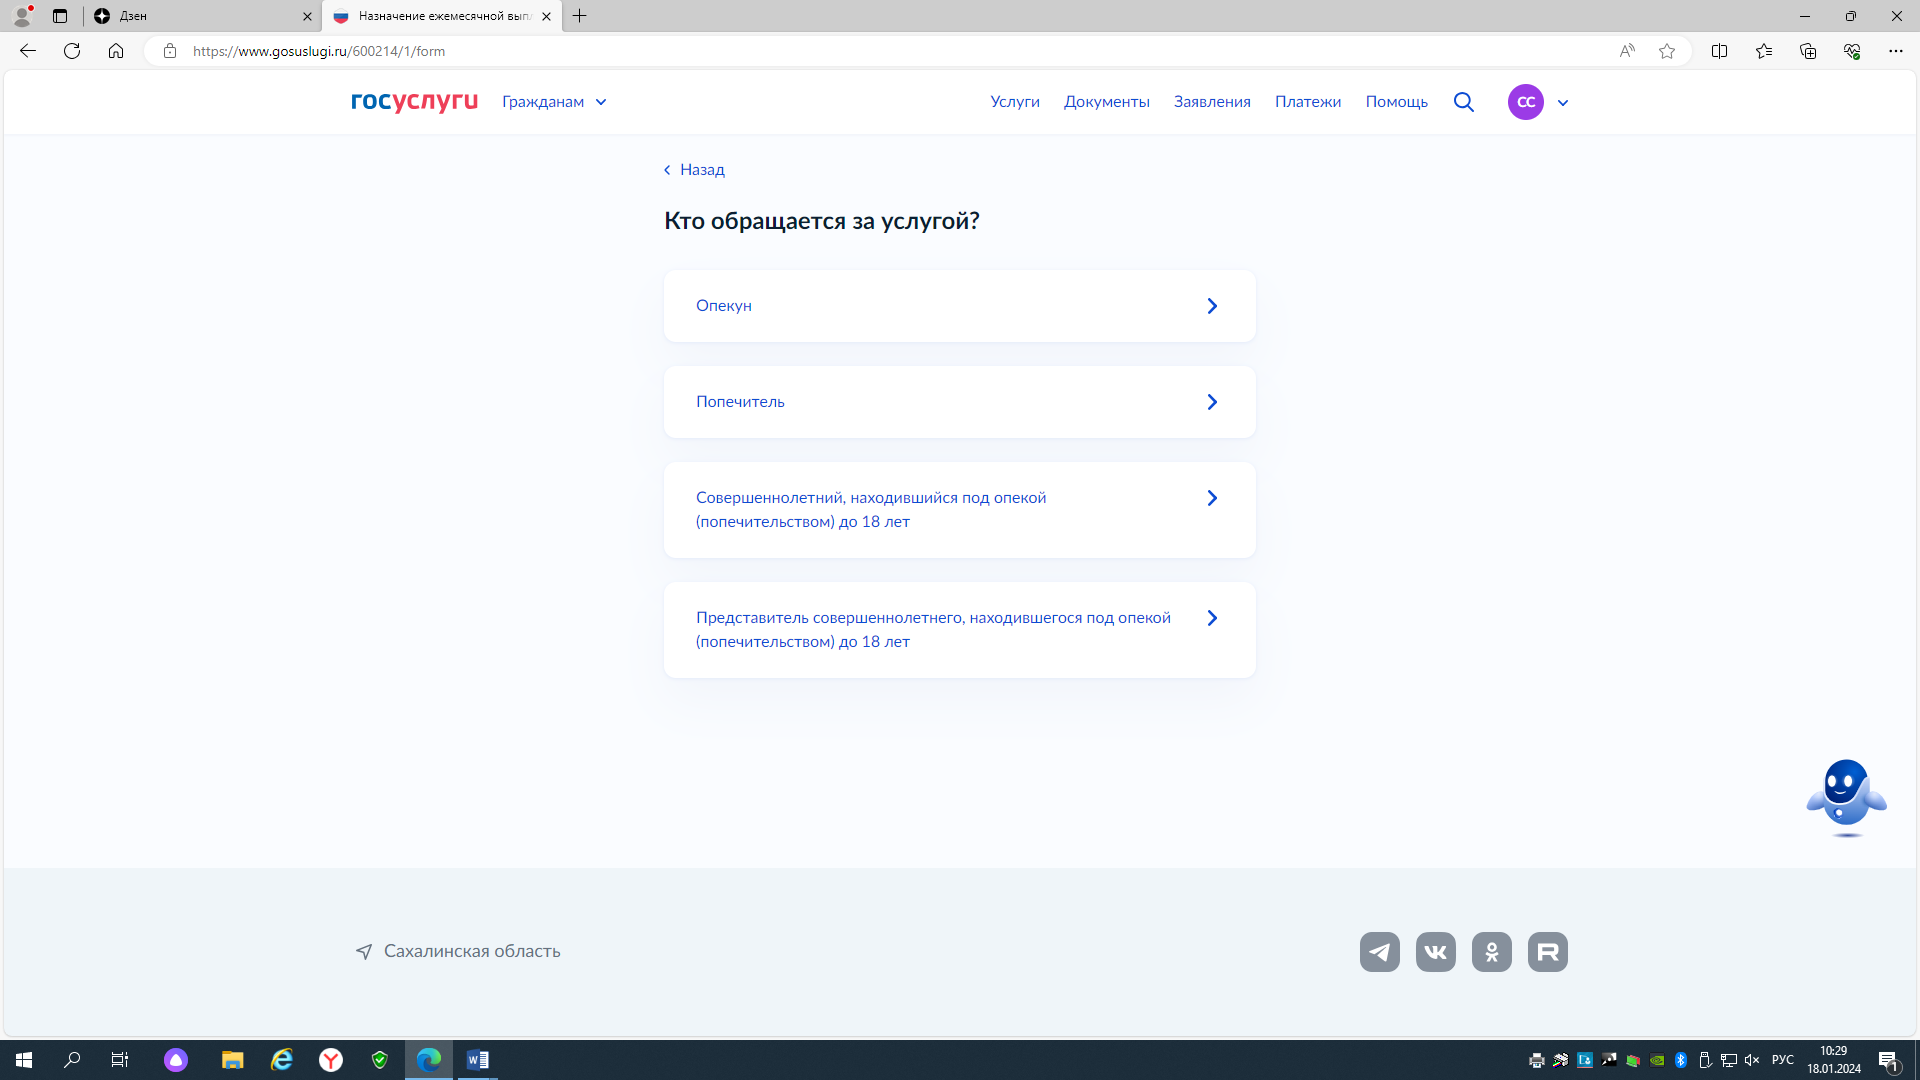 Дзен
Назначение ежемесячной вып
https://www.gosuslugi.ru/600214/1/form
госуслуги
Гражданам
Услуги
Документы
Заявления
Платежи
Помощь
СС
Назад
Кто обращается за услугой?
Опекун
Попечитель
Совершеннолетний, находившийся под опекой
(попечительством) до 18 лет
Представитель совершеннолетнего, находившегося под опекой
(попечительством) до 18 лет
Сахалинская область
РУС
10:29
18.01.2024
1